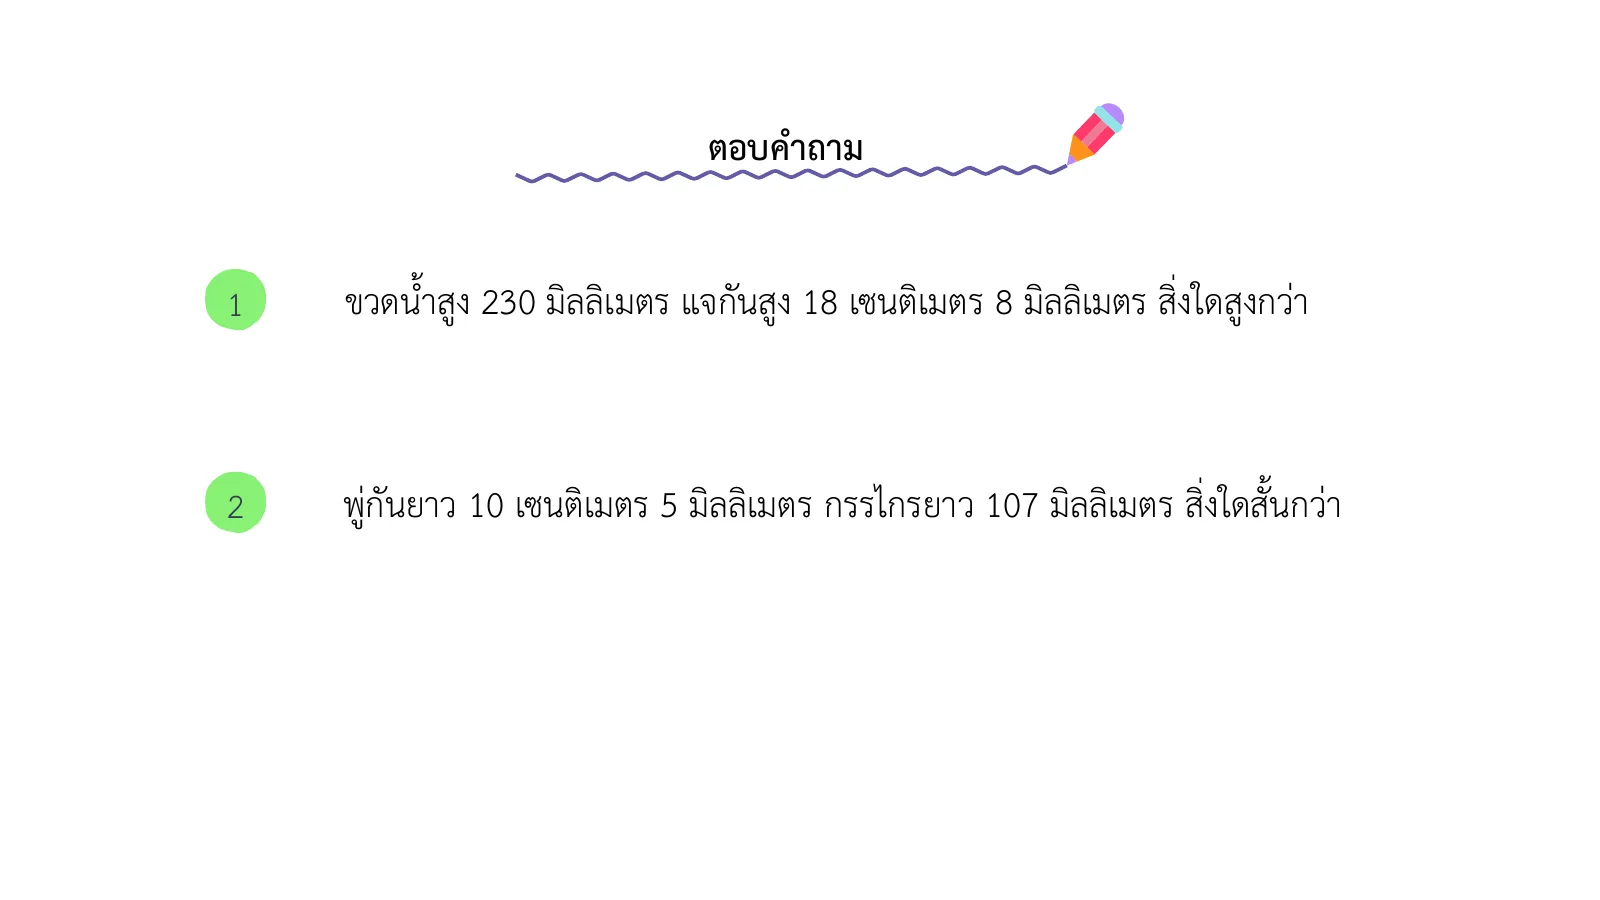 ตอบคำถาม
1 ขวดน้ำสูง 230 มิลลิเมตร แจกันสูง 18 เซนติเมตร 8 มิลลิเมตร สิ่งใดสูงกว่า
2 พู่กันยาว 10 เซนติเมตร 5 มิลลิเมตร กรรไกรยาว 107 มิลลิเมตร สิ่งใดสั้นกว่า